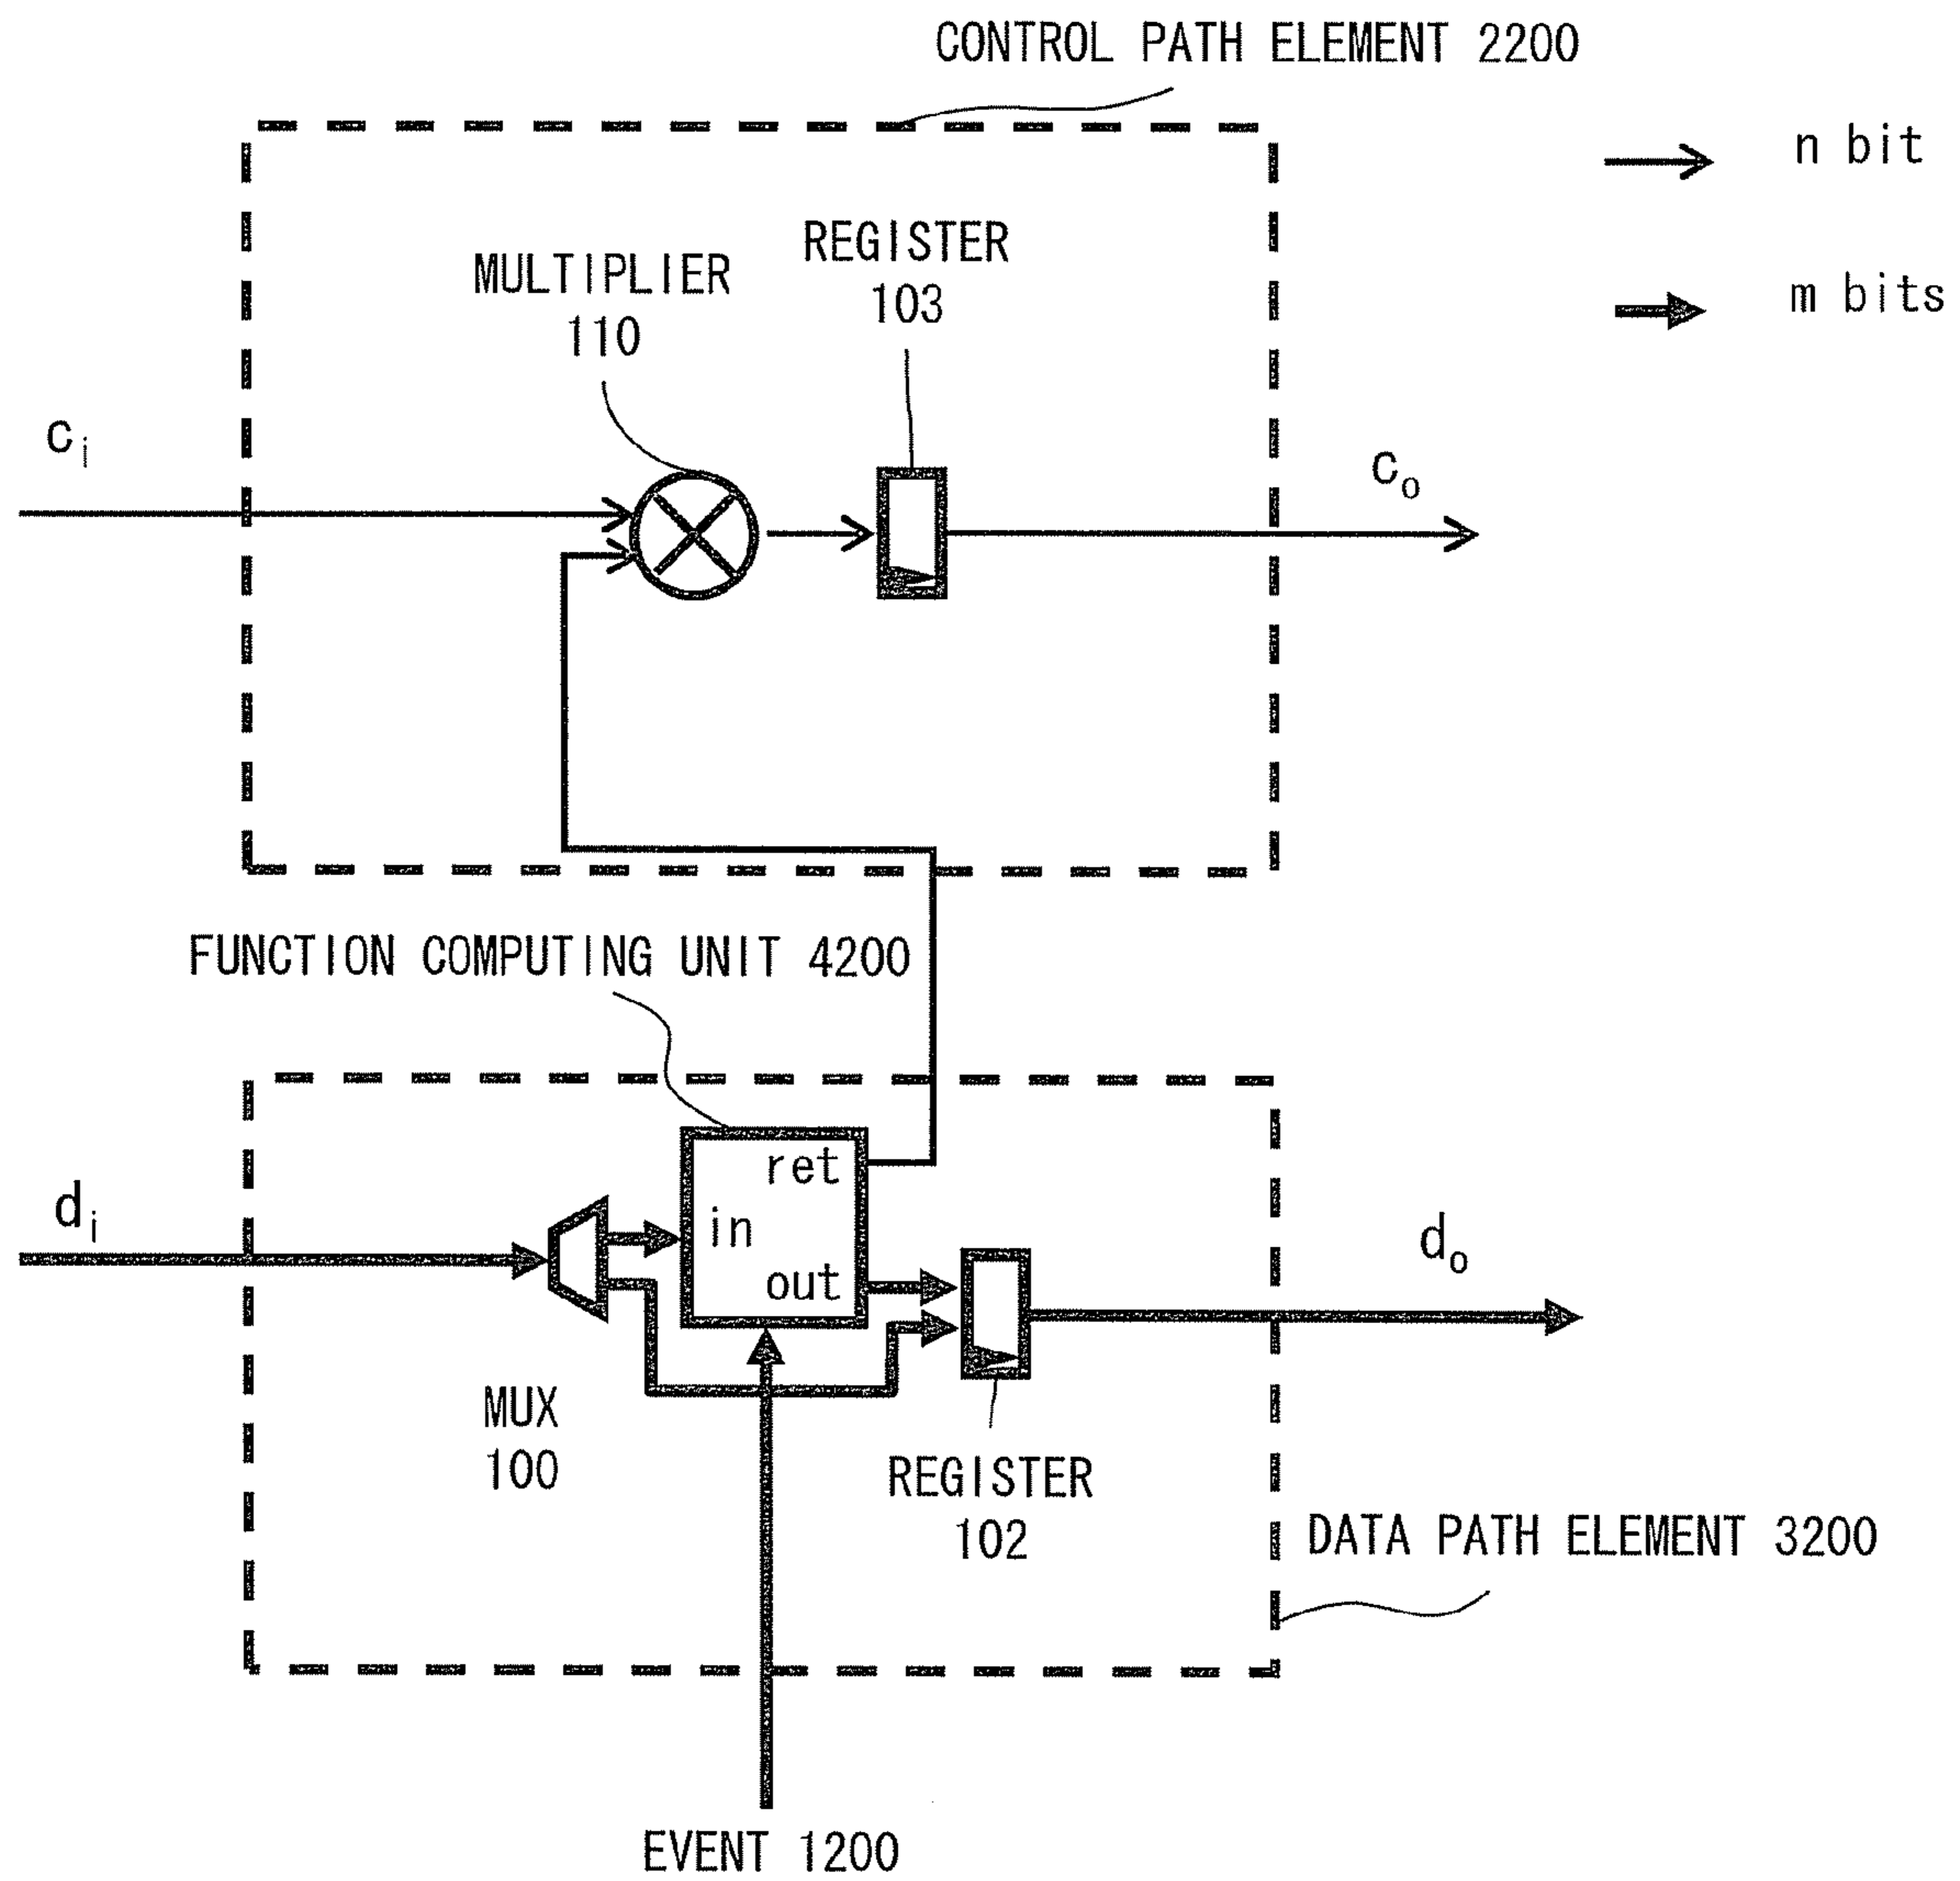 CONTROL PATH ELEMENT 2200
n bit
m bits
MULTIPLIER
110
REGISTER
103
ci
co
FUNCTION COMPUTING UNIT 4200
ret
in
out
di
do
MUX
100
REGISTER
102
DATA PATH ELEMENT 3200
EVENT 1200